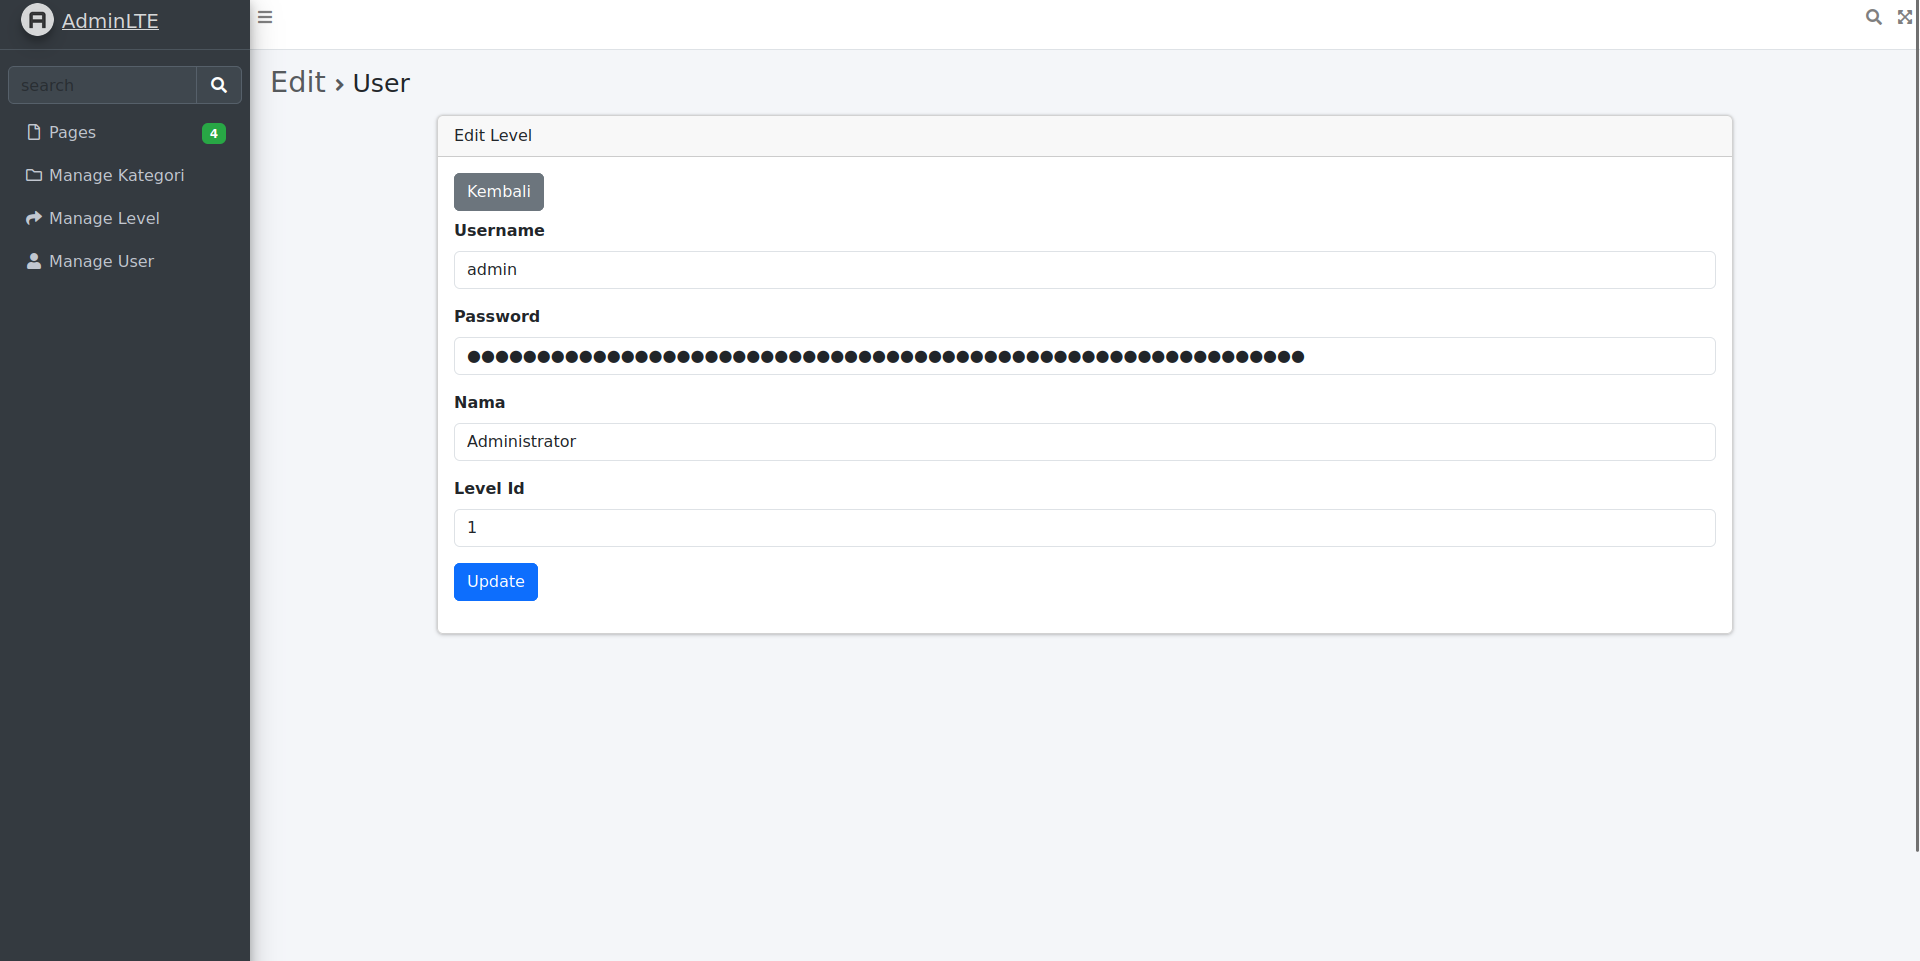 AdminLTE
search
Pages
4
Manage Kategori
Manage Level
Manage User
Edit › User
Edit Level
Kembali
Username
admin
Password
●●●●●●●●●●●●●●●●●●●●●●●●●●●●●●●●●●●●●●●●●●●●●●●●●●●●●●●●●●●●
Nama
Administrator
Level Id
1
Update